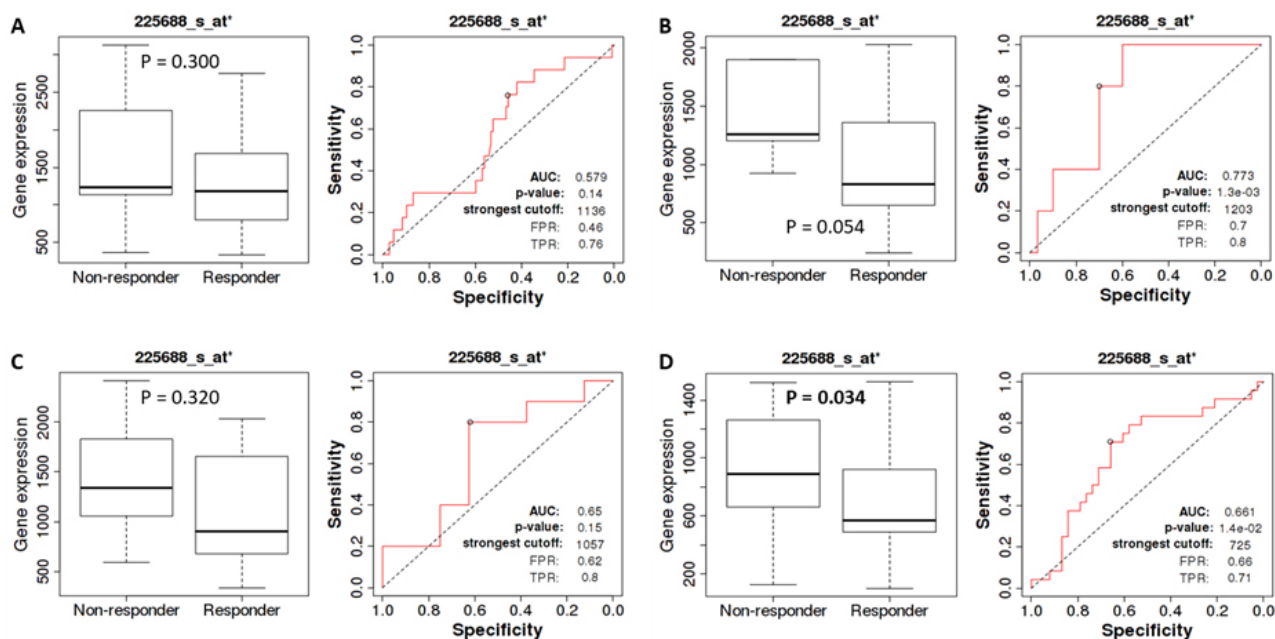 A
225688_s_at*
Gene expression
500
1500
2500
P = 0.300
Non-responder
Responder
225688_s_at*
Sensitivity
0.0 0.2 0.4 0.6 0.8 1.0
AUC: 0.579
p-value: 0.14
strongest cutoff: 1136
FPR: 0.46
TPR: 0.76
1.0 0.8 0.6 0.4 0.2 0.0
Specificity
B
225688_s_at*
Gene expression
500 1000 1500 2000
P = 0.054
Non-responder
Responder
225688_s_at*
Sensitivity
0.0 0.2 0.4 0.6 0.8 1.0
AUC: 0.773
p-value: 1.3e-03
strongest cutoff: 1203
FPR: 0.7
TPR: 0.8
1.0 0.8 0.6 0.4 0.2 0.0
Specificity
C
225688_s_at*
Gene expression
500 1000 1500 2000
P = 0.320
Non-responder
Responder
225688_s_at*
Sensitivity
0.0 0.2 0.4 0.6 0.8 1.0
AUC: 0.65
p-value: 0.15
strongest cutoff: 1057
FPR: 0.62
TPR: 0.8
1.0 0.8 0.6 0.4 0.2 0.0
Specificity
D
225688_s_at*
Gene expression
200 600 1000 1400
P = 0.034
Non-responder
Responder
225688_s_at*
Sensitivity
0.0 0.2 0.4 0.6 0.8 1.0
AUC: 0.661
p-value: 1.4e-02
strongest cutoff: 725
FPR: 0.66
TPR: 0.71
1.0 0.8 0.6 0.4 0.2 0.0
Specificity